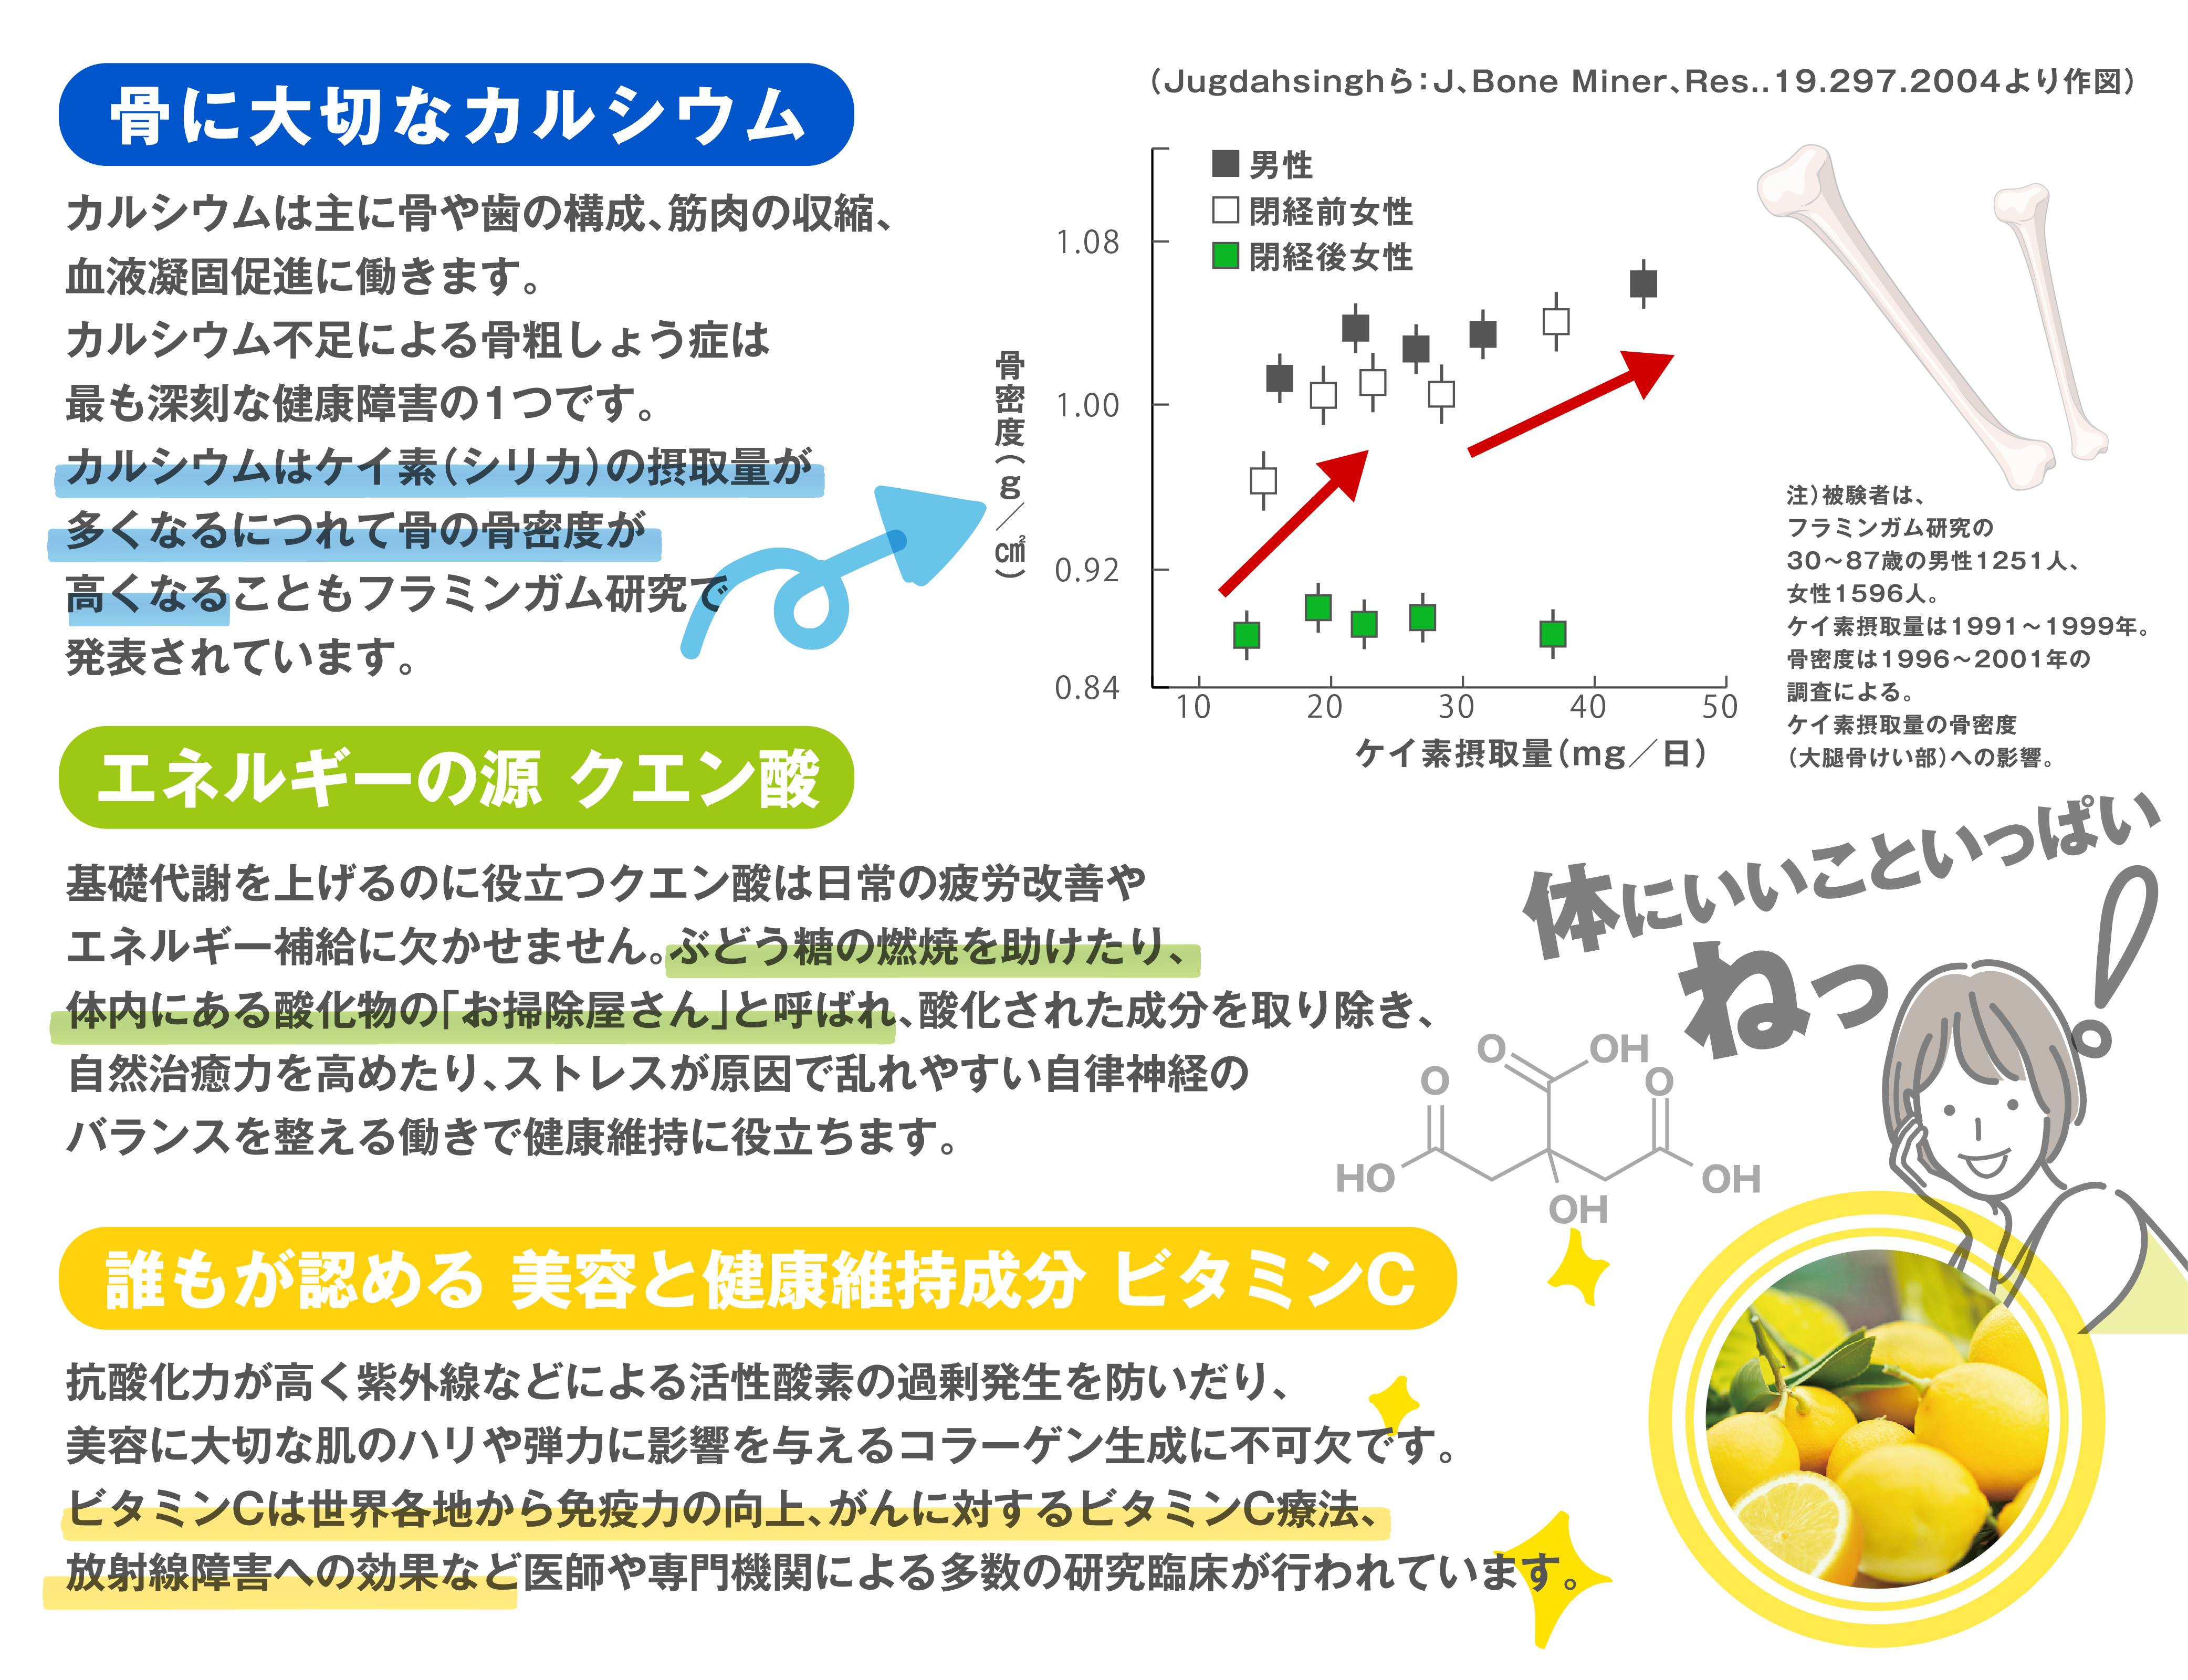 骨に大切なカルシウム
カルシウムは主に骨や歯の構成、筋肉の収縮、
血液凝固促進に働きます。
カルシウム不足による骨粗しょう症は
最も深刻な健康障害の1つです。
カルシウムはケイ素(シリカ)の摂取量が
多くなるにつれて骨の骨密度が
高くなることもフラミンガム研究で
発表されています。
(Jugdahsinghら:J、Bone Miner、Res..19.297.2004より作図)
男性
閉経前女性
閉経後女性
骨密度(g／㎠)
1.08
1.00
0.92
0.84
10 20 30 40 50
ケイ素摂取量(mg／日)
注)被験者は、
フラミンガム研究の
30〜87歳の男性1251人、
女性1596人。
ケイ素摂取量は1991〜1999年。
骨密度は1996〜2001年の
調査による。
ケイ素摂取量の骨密度
(大腿骨けい部)への影響。
エネルギーの源 クエン酸
基礎代謝を上げるのに役立つクエン酸は日常の疲労改善や
エネルギー補給に欠かせません。ぶどう糖の燃焼を助けたり、
体内にある酸化物の「お掃除屋さん」と呼ばれ、酸化された成分を取り除き、
自然治癒力を高めたり、ストレスが原因で乱れやすい自律神経の
バランスを整える働きで健康維持に役立ちます。
体にいいこといっぱい
ねっ!
O OH
O O
HO OH
OH
誰もが認める 美容と健康維持成分 ビタミンC
抗酸化力が高く紫外線などによる活性酸素の過剰発生を防いだり、
美容に大切な肌のハリや弾力に影響を与えるコラーゲン生成に不可欠です。
ビタミンCは世界各地から免疫力の向上、がんに対するビタミンC療法、
放射線障害への効果など医師や専門機関による多数の研究臨床が行われています。